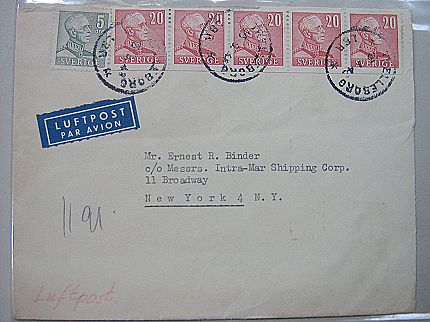 5 20 20 20 20 20
SVERIGE SVERIGE SVERIGE SVERIGE SVERIGE SVERIGE
LUFTPOST
PAR AVION
Mr. Ernest R. Binder
c/o Messrs. Intra-Mar Shipping Corp.
11 Broadway
New York 4 N.Y.
Luftpost.